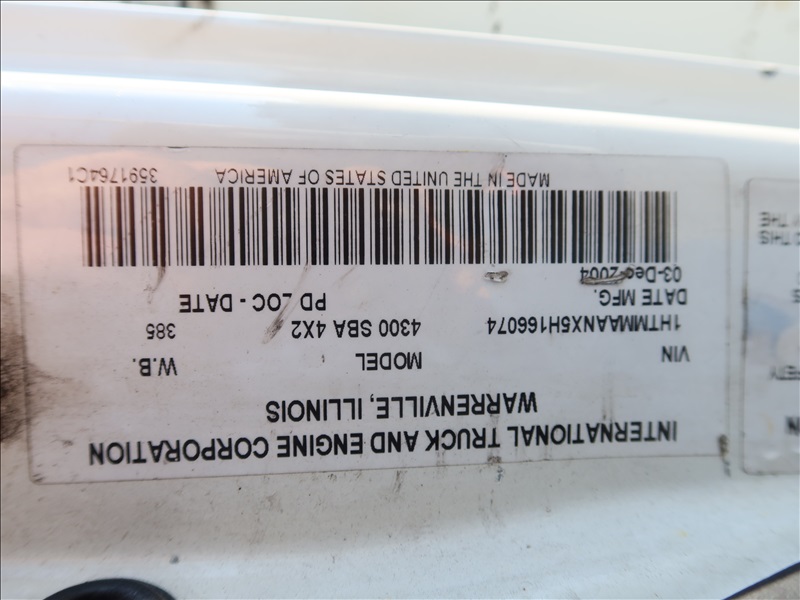 INTERNATIONAL TRUCK AND ENGINE CORPORATION
WARRENVILLE, ILLINOIS
VIN MODEL W.B.
1HTMMAANX5H166074 4300 SBA 4X2 385
DATE MFG. PD LOC - DATE
03-Dec-2004
MADE IN THE UNITED STATES OF AMERICA 3591764C1